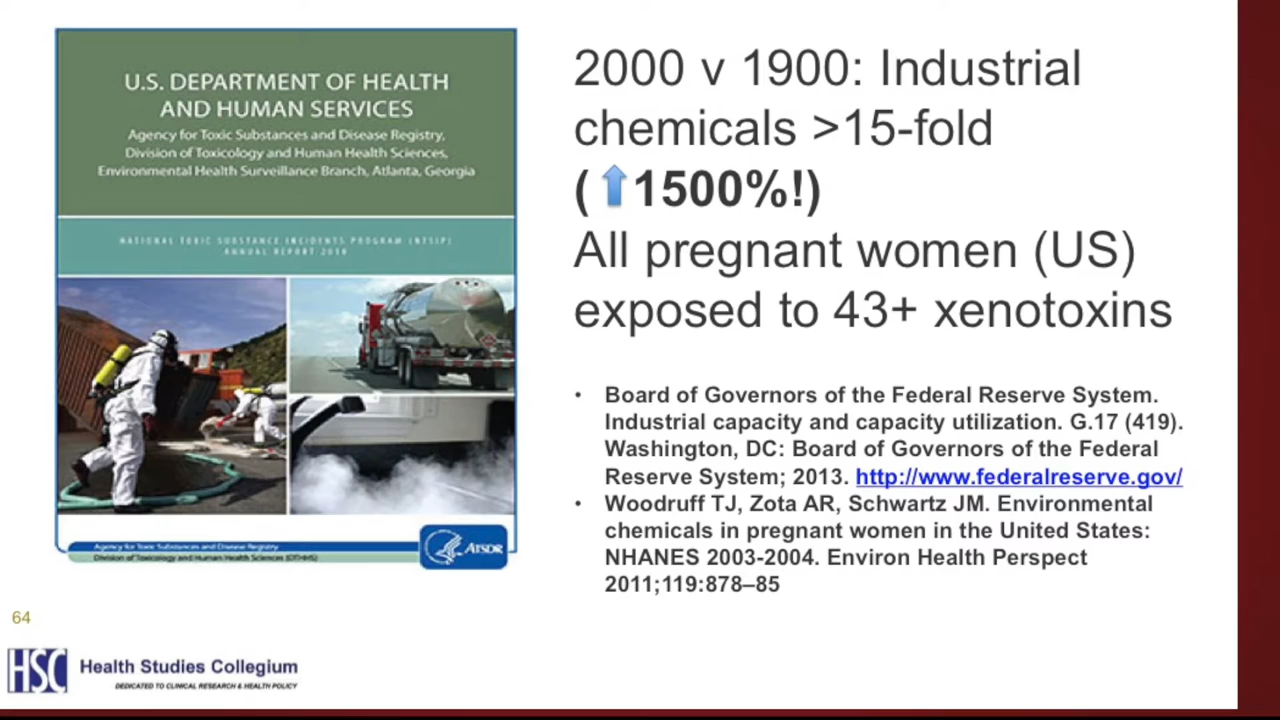 U.S. DEPARTMENT OF HEALTH
AND HUMAN SERVICES
Agency for Toxic Substances and Disease Registry,
Division of Toxicology and Human Health Sciences,
Environmental Health Surveillance Branch, Atlanta, Georgia
NATIONAL TOXIC SUBSTANCE INCIDENTS PROGRAM (NTSIP)
ANNUAL REPORT
Agency for Toxic Substances and Disease Registry
Division of Toxicology and Human Health Sciences (DTHHS)
ATSDR
2000 v 1900: Industrial
chemicals >15-fold
(⬆1500%!)
All pregnant women (US)
exposed to 43+ xenotoxins
• Board of Governors of the Federal Reserve System.
Industrial capacity and capacity utilization. G.17 (419).
Washington, DC: Board of Governors of the Federal
Reserve System; 2013. http://www.federalreserve.gov/
• Woodruff TJ, Zota AR, Schwartz JM. Environmental
chemicals in pregnant women in the United States:
NHANES 2003-2004. Environ Health Perspect
2011;119:878–85
64
HSC Health Studies Collegium
DEDICATED TO CLINICAL RESEARCH & HEALTH POLICY